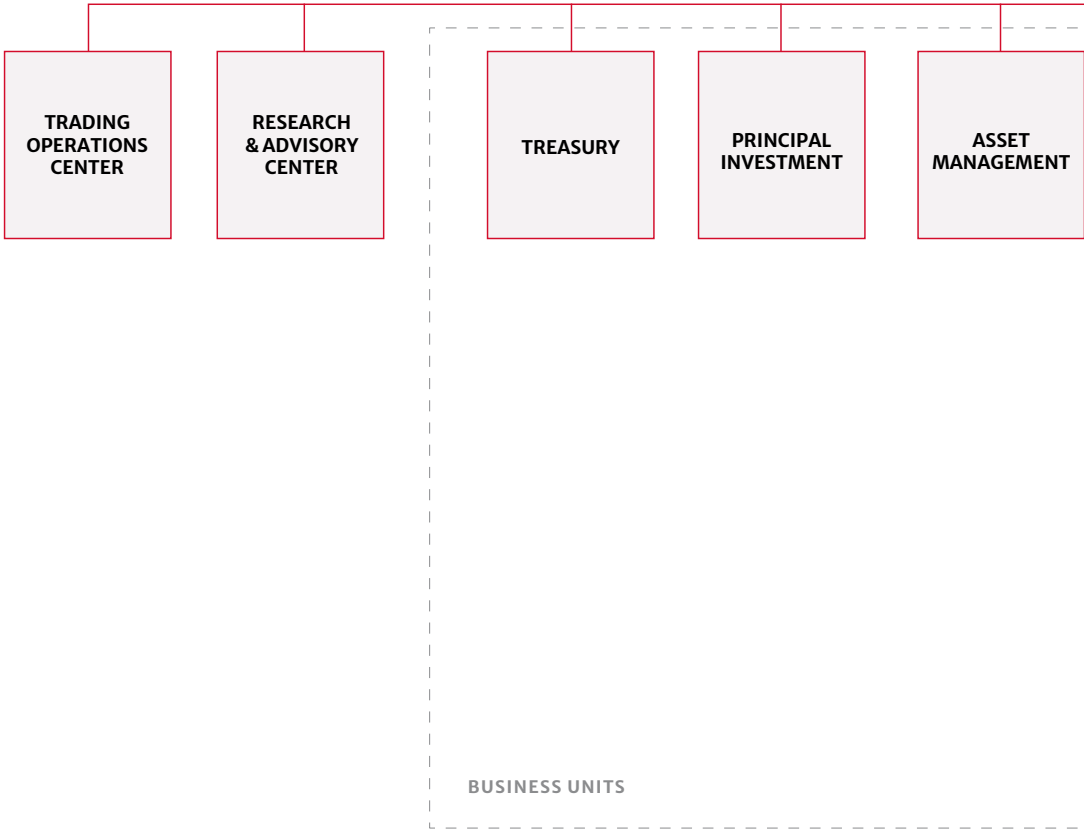 TRADING
OPERATIONS
CENTER
RESEARCH
& ADVISORY
CENTER
TREASURY
PRINCIPAL
INVESTMENT
ASSET
MANAGEMENT
BUSINESS UNITS